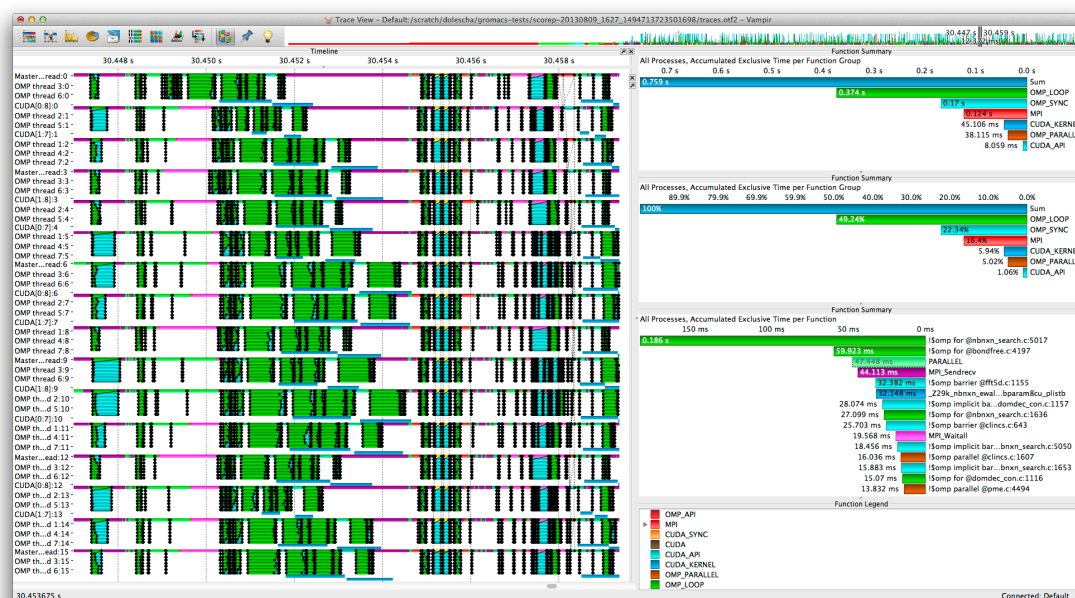 Trace View - Default:/scratch/dolescha/gromacs-tests/scorep-20130809_1627_1494713723501698/traces.otf2 - Vampir
30.447 s 30.459 s
Timeline
30.448 s 30.450 s 30.452 s 30.454 s 30.456 s 30.458 s
Master...read:0
OMP thread 3:0
OMP thread 6:0
CUDA[0:8]:0
OMP thread 2:1
OMP thread 5:1
CUDA[1:7]:1
OMP thread 1:2
OMP thread 4:2
OMP thread 7:2
Master...read:3
OMP thread 3:3
OMP thread 6:3
CUDA[1:8]:3
OMP thread 2:4
OMP thread 5:4
CUDA[0:7]:4
OMP thread 1:5
OMP thread 4:5
OMP thread 7:5
Master...read:6
OMP thread 3:6
OMP thread 6:6
CUDA[0:8]:6
OMP thread 2:7
OMP thread 5:7
CUDA[1:7]:7
OMP thread 1:8
OMP thread 4:8
OMP thread 7:8
Master...read:9
OMP thread 3:9
OMP thread 6:9
CUDA[1:8]:9
OMP th...d 2:10
OMP th...d 5:10
CUDA[0:7]:10
OMP th...d 1:11
OMP th...d 4:11
OMP th...d 7:11
Master...ead:12
OMP th...d 3:12
OMP th...d 6:12
CUDA[0:8]:12
OMP th...d 2:13
OMP th...d 5:13
CUDA[1:7]:13
OMP th...d 1:14
OMP th...d 4:14
OMP th...d 7:14
Master...ead:15
OMP th...d 3:15
OMP th...d 6:15
Function Summary
All Processes, Accumulated Exclusive Time per Function Group
0.7 s 0.6 s 0.5 s 0.4 s 0.3 s 0.2 s 0.1 s 0.0 s
0.759 s Sum
0.374 s OMP_LOOP
0.17 s OMP_SYNC
0.124 s MPI
45.106 ms CUDA_KERNEL
38.115 ms OMP_PARALL
8.059 ms CUDA_API
Function Summary
All Processes, Accumulated Exclusive Time per Function Group
89.9% 79.9% 69.9% 59.9% 50.0% 40.0% 30.0% 20.0% 10.0% 0.0%
100% Sum
49.24% OMP_LOOP
22.34% OMP_SYNC
16.4% MPI
5.94% CUDA_KERNE
5.02% OMP_PARALL
1.06% CUDA_API
Function Summary
All Processes, Accumulated Exclusive Time per Function
150 ms 100 ms 50 ms 0 ms
0.186 s !$omp for @nbnxn_search.c:5017
59.923 ms !$omp for @bondfree.c:4197
47.448 ms PARALLEL
44.113 ms MPI_Sendrecv
32.382 ms !$omp barrier @fft5d.c:1155
32.148 ms _Z29k_nbnxn_ewal...bparam8cu_plistb
28.074 ms !$omp implicit ba...domdec_con.c:1157
27.099 ms !$omp for @nbnxn_search.c:1636
25.703 ms !$omp barrier @clincs.c:643
19.568 ms MPI_Waitall
18.456 ms !$omp implicit bar...bnxn_search.c:5050
16.036 ms !$omp parallel @clincs.c:1607
15.883 ms !$omp implicit bar...bnxn_search.c:1653
15.07 ms !$omp for @domdec_con.c:1116
13.832 ms !$omp parallel @pme.c:4494
Function Legend
OMP_API
MPI
CUDA_SYNC
CUDA
CUDA_API
CUDA_KERNEL
OMP_PARALLEL
OMP_LOOP
30.453675 s
Connected: Default